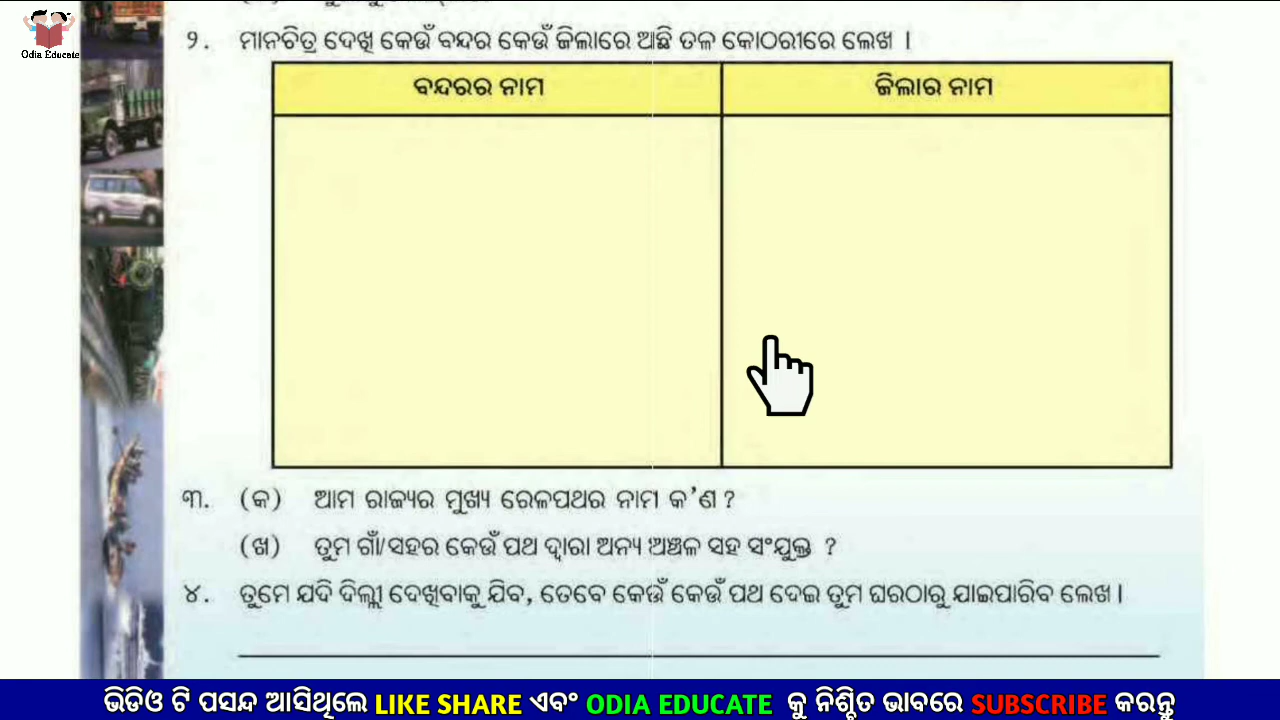 Odia Educate
୨. ମାନଚିତ୍ର ଦେଖି କେଉଁ ବନ୍ଦର କେଉଁ ଜିଲାରେ ଅଛି ତଳ କୋଠରୀରେ ଲେଖ ।
ବନ୍ଦରର ନାମ ଜିଲାର ନାମ
୩. (କ) ଆମ ରାଜ୍ୟର ମୁଖ୍ୟ ରେଳପଥର ନାମ କ'ଣ ?
(ଖ) ତୁମ ଗାଁ/ସହର କେଉଁ ପଥ ଦ୍ୱାରା ଅନ୍ୟ ଅଞ୍ଚଳ ସହ ସଂଯୁକ୍ତ ?
୪. ତୁମେ ଯଦି ଦିଲ୍ଲୀ ଦେଖିବାକୁ ଯିବ, ତେବେ କେଉଁ କେଉଁ ପଥ ଦେଇ ତୁମ ଘରଠାରୁ ଯାଇପାରିବ ଲେଖ ।
ଭିଡିଓ ଟି ପସନ୍ଦ ଆସିଥିଲେ LIKE SHARE ଏବଂ ODIA EDUCATE କୁ ନିଶ୍ଚିତ ଭାବରେ SUBSCRIBE କରନ୍ତୁ